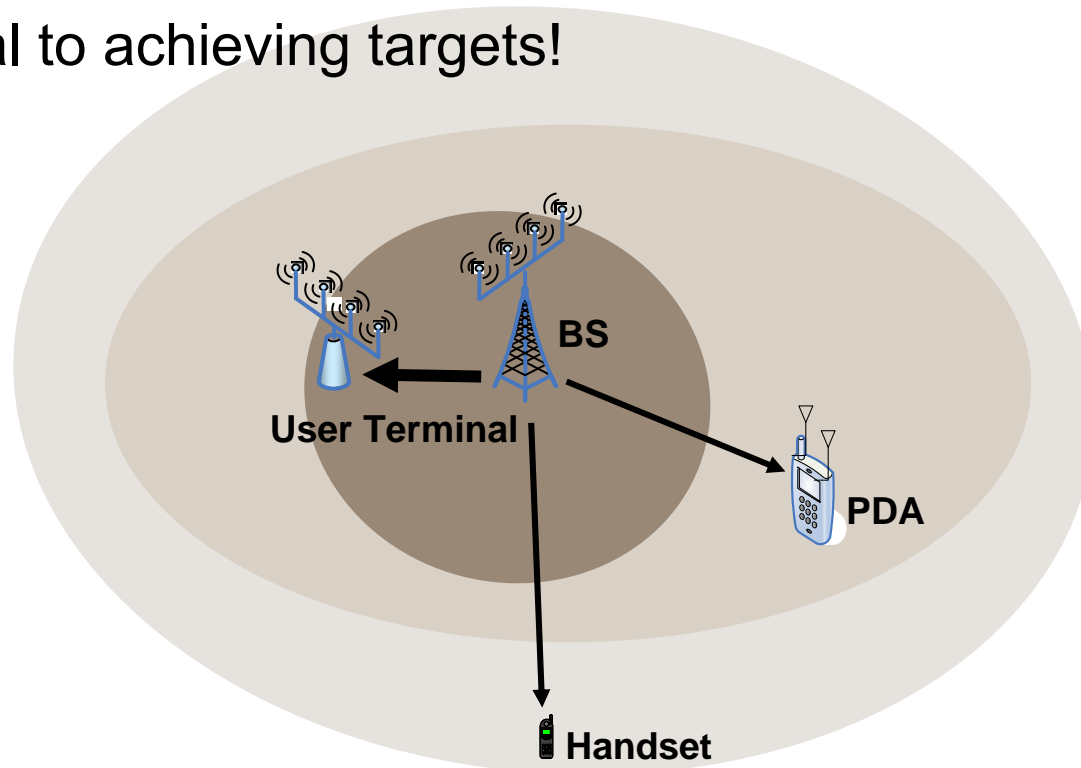 al to achieving targets!
BS
User Terminal
PDA
Handset